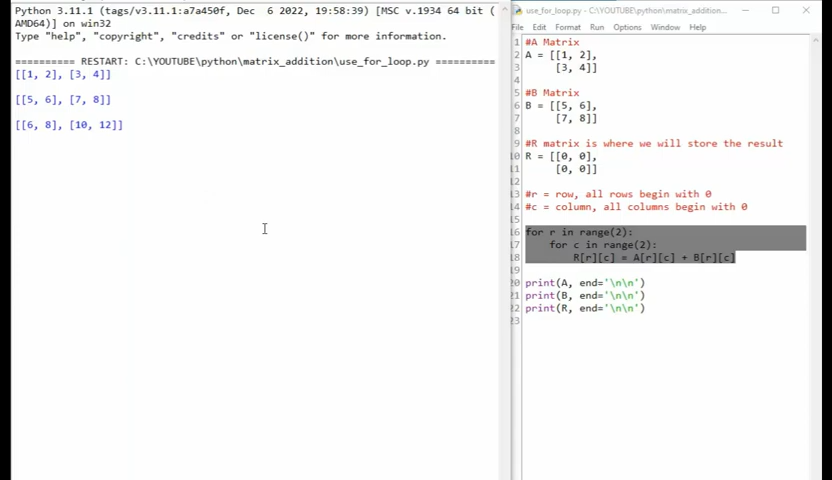 Python 3.11.1 (tags/v3.11.1:a7a450f, Dec  6 2022, 19:58:39) [MSC v.1934 64 bit (
AMD64)] on win32
Type "help", "copyright", "credits" or "license()" for more information.
========== RESTART: C:\YOUTUBE\python\matrix_addition\use_for_loop.py ==========
[[1, 2], [3, 4]]
[[5, 6], [7, 8]]
[[6, 8], [10, 12]]
use_for_loop.py - C:\YOUTUBE\python\matrix_addition...
File Edit Format Run Options Window Help
1 #A Matrix
2 A = [[1, 2],
3      [3, 4]]
4
5 #B Matrix
6 B = [[5, 6],
7      [7, 8]]
8
9 #R matrix is where we will store the result
10 R = [[0, 0],
11      [0, 0]]
12
13 #r = row, all rows begin with 0
14 #c = column, all columns begin with 0
15
16 for r in range(2):
17     for c in range(2):
18         R[r][c] = A[r][c] + B[r][c]
19
20 print(A, end='\n\n')
21 print(B, end='\n\n')
22 print(R, end='\n\n')
23